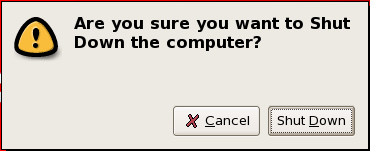 Are you sure you want to Shut
Down the computer?
Cancel
Shut Down